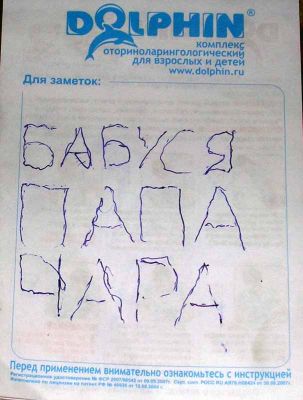 DOLPHIN®
комплекс
оториноларингологический
для взрослых и детей
www.dolphin.ru
Для заметок:
БАБУСЯ
ПАПА
ЧАРА
Перед применением внимательно ознакомьтесь с инструкцией